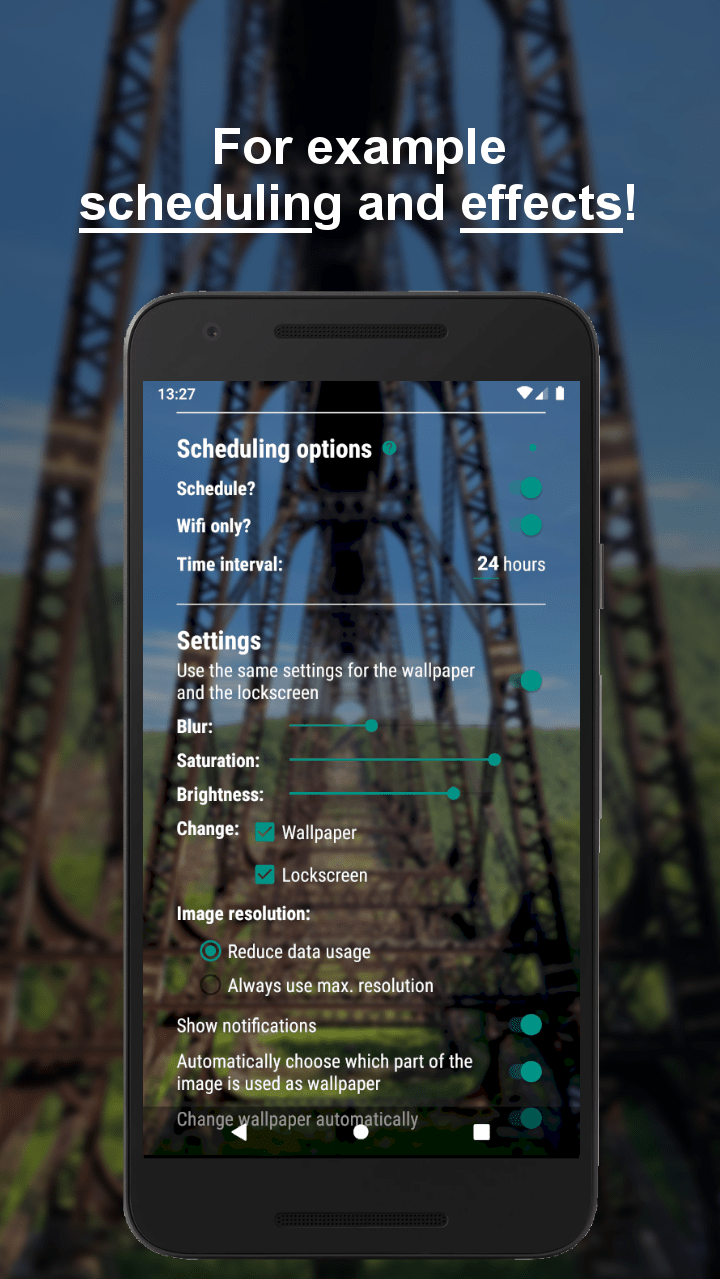 For example
scheduling and effects!
13:27
Scheduling options ?
Schedule?
Wifi only?
Time interval: 24 hours
Settings
Use the same settings for the wallpaper
and the lockscreen
Blur:
Saturation:
Brightness:
Change: Wallpaper
Lockscreen
Image resolution:
Reduce data usage
Always use max. resolution
Show notifications
Automatically choose which part of the
image is used as wallpaper
Change wallpaper automatically